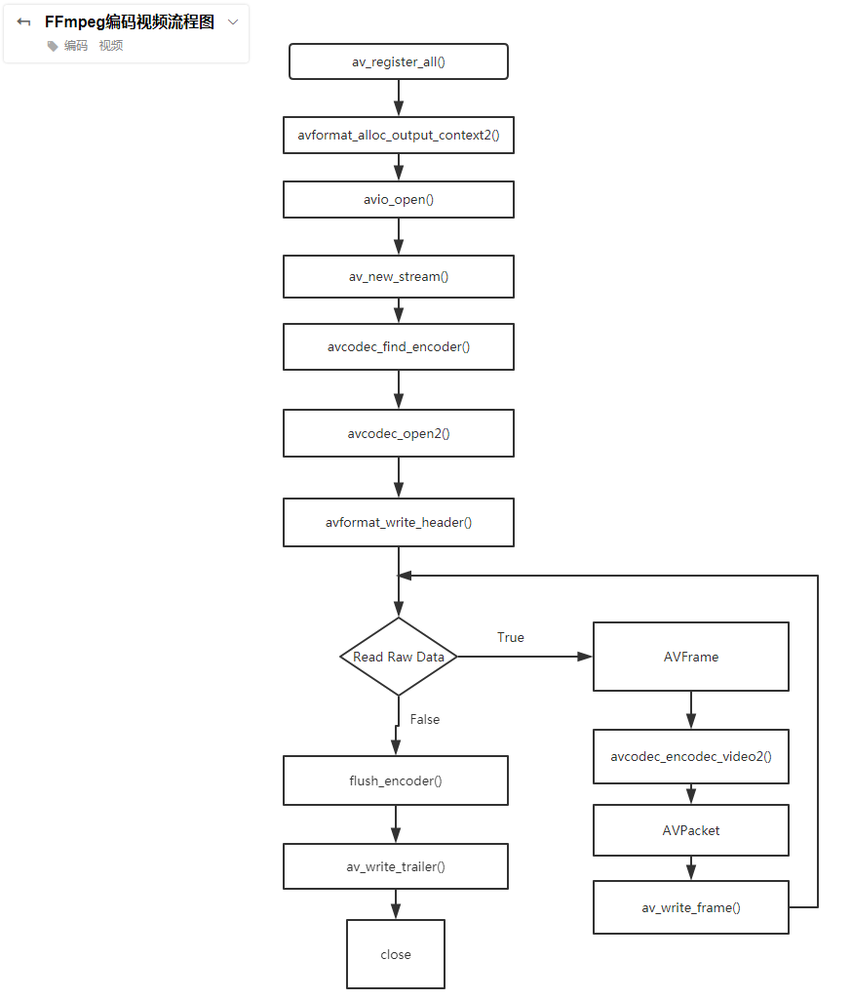 FFmpeg编码视频流程图
编码 视频
av_register_all()
avformat_alloc_output_context2()
avio_open()
av_new_stream()
avcodec_find_encoder()
avcodec_open2()
avformat_write_header()
Read Raw Data
True
AVFrame
avcodec_encodec_video2()
AVPacket
av_write_frame()
False
flush_encoder()
av_write_trailer()
close